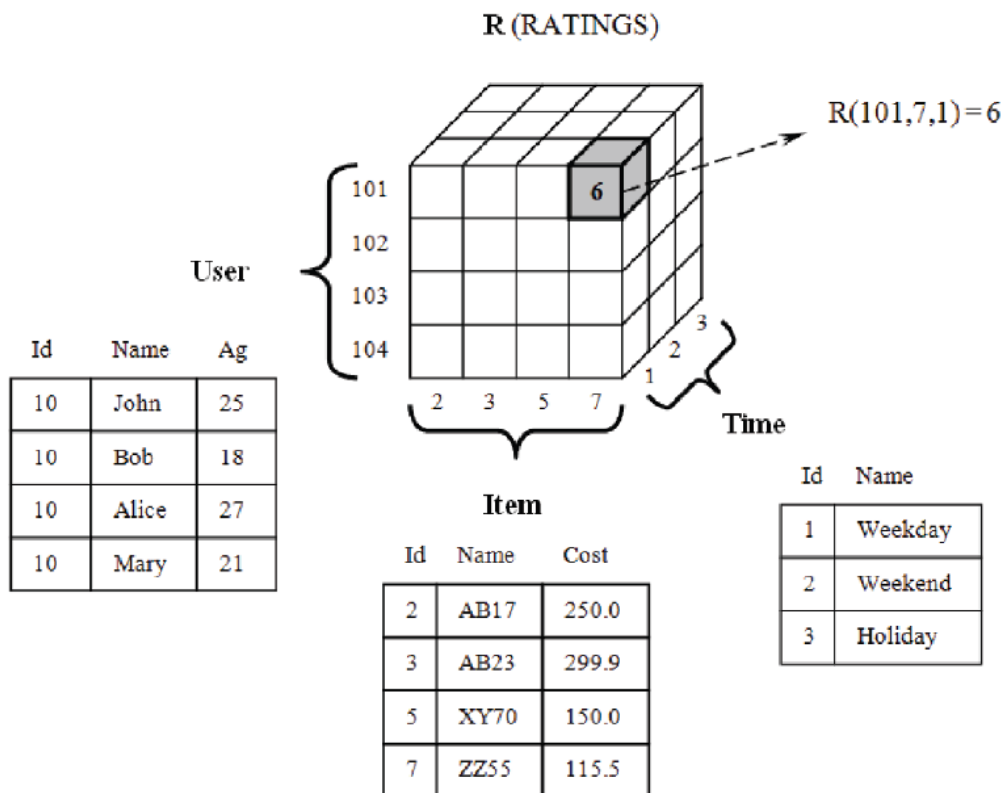 R (RATINGS)
R(101,7,1)=6
101
6
102
User
103
104
3
2
1
2 3 5 7
Time
Id Name Ag
10 John 25
10 Bob 18
10 Alice 27
10 Mary 21
Item
Id Name Cost
2 AB17 250.0
3 AB23 299.9
5 XY70 150.0
7 ZZ55 115.5
Id Name
1 Weekday
2 Weekend
3 Holiday